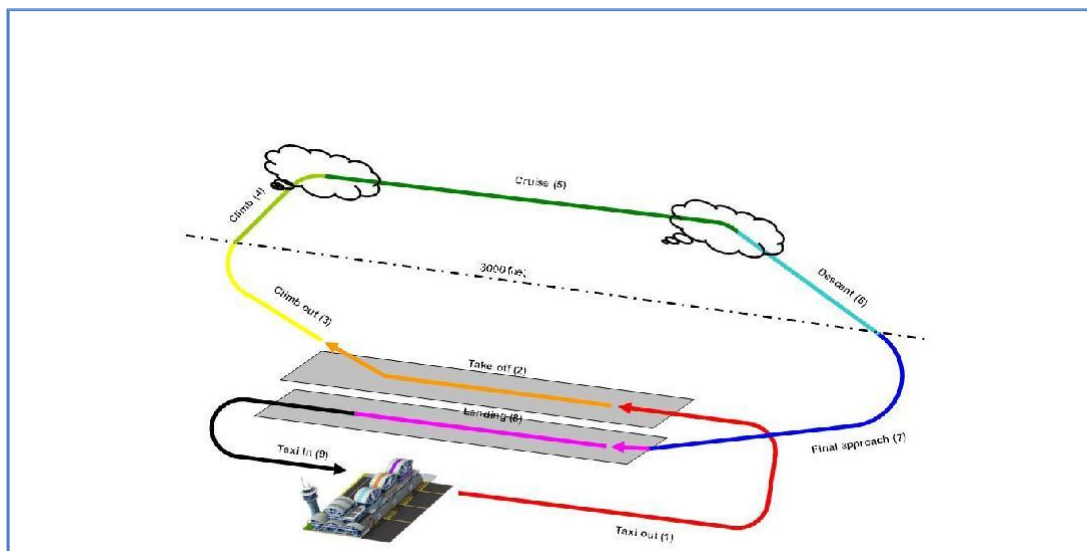 Cruise (5)
Climb (4)
3000 fuet
Descent (6)
Climb out (3)
Take off (2)
Landing (8)
Final approach (7)
Taxi in (9)
Taxi out (1)